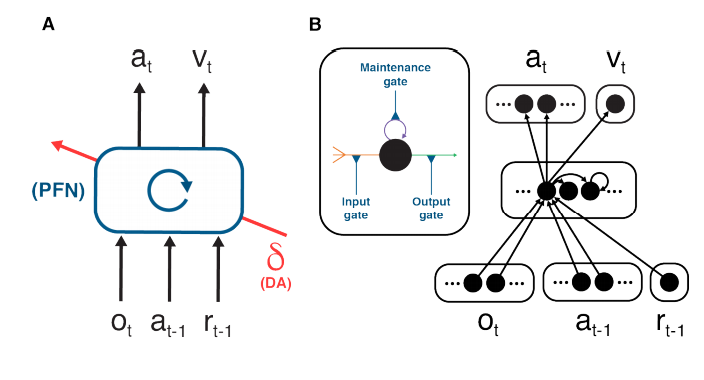 A
a_t v_t
(PFN)
δ
(DA)
o_t a_{t-1} r_{t-1}
B
Maintenance
gate
Input
gate
Output
gate
a_t v_t
... ...
... ...
... ... ... ...
o_t a_{t-1} r_{t-1}